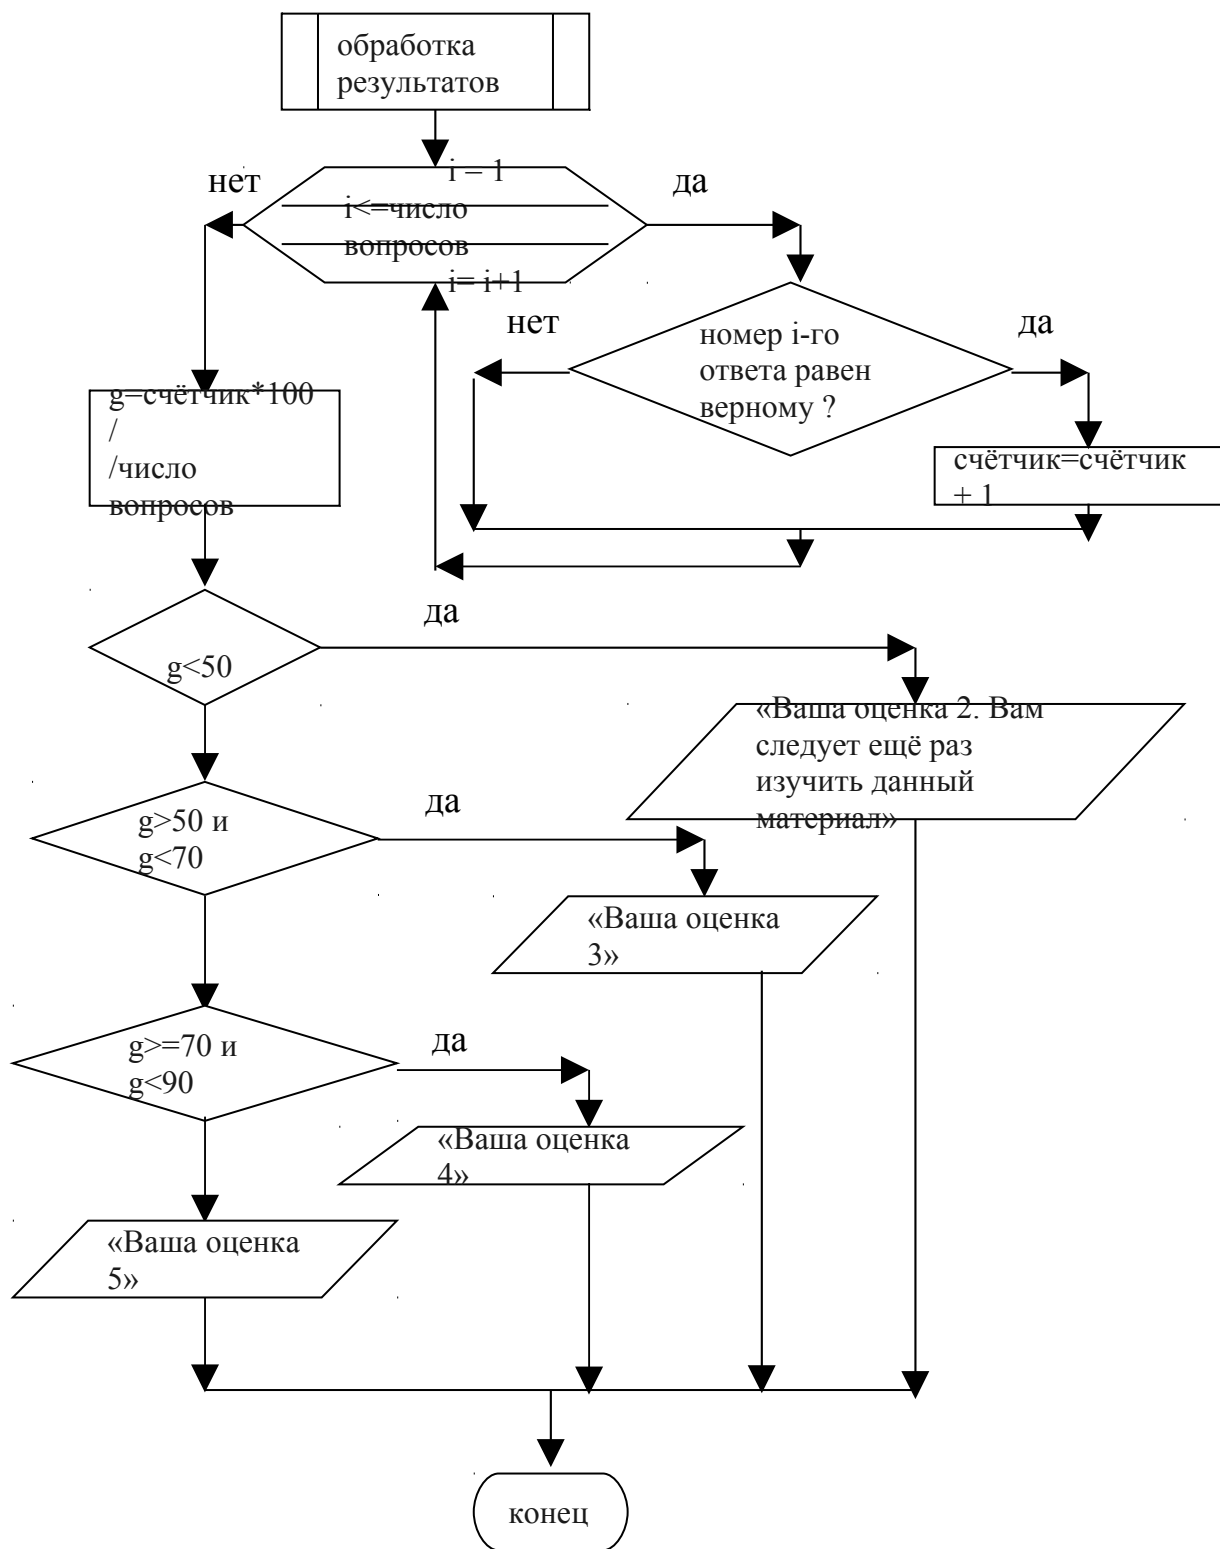 обработка
результатов
i = 1
нет
да
i<=число
вопросов
i= i+1
нет
да
номер i-го
ответа равен
верному ?
g=счётчик*100
/
/число
вопросов
счётчик=счётчик
+ 1
да
g<50
«Ваша оценка 2. Вам
следует ещё раз
изучить данный
материал»
да
g>50 и
g<70
«Ваша оценка
3»
да
g>=70 и
g<90
«Ваша оценка
4»
«Ваша оценка
5»
конец